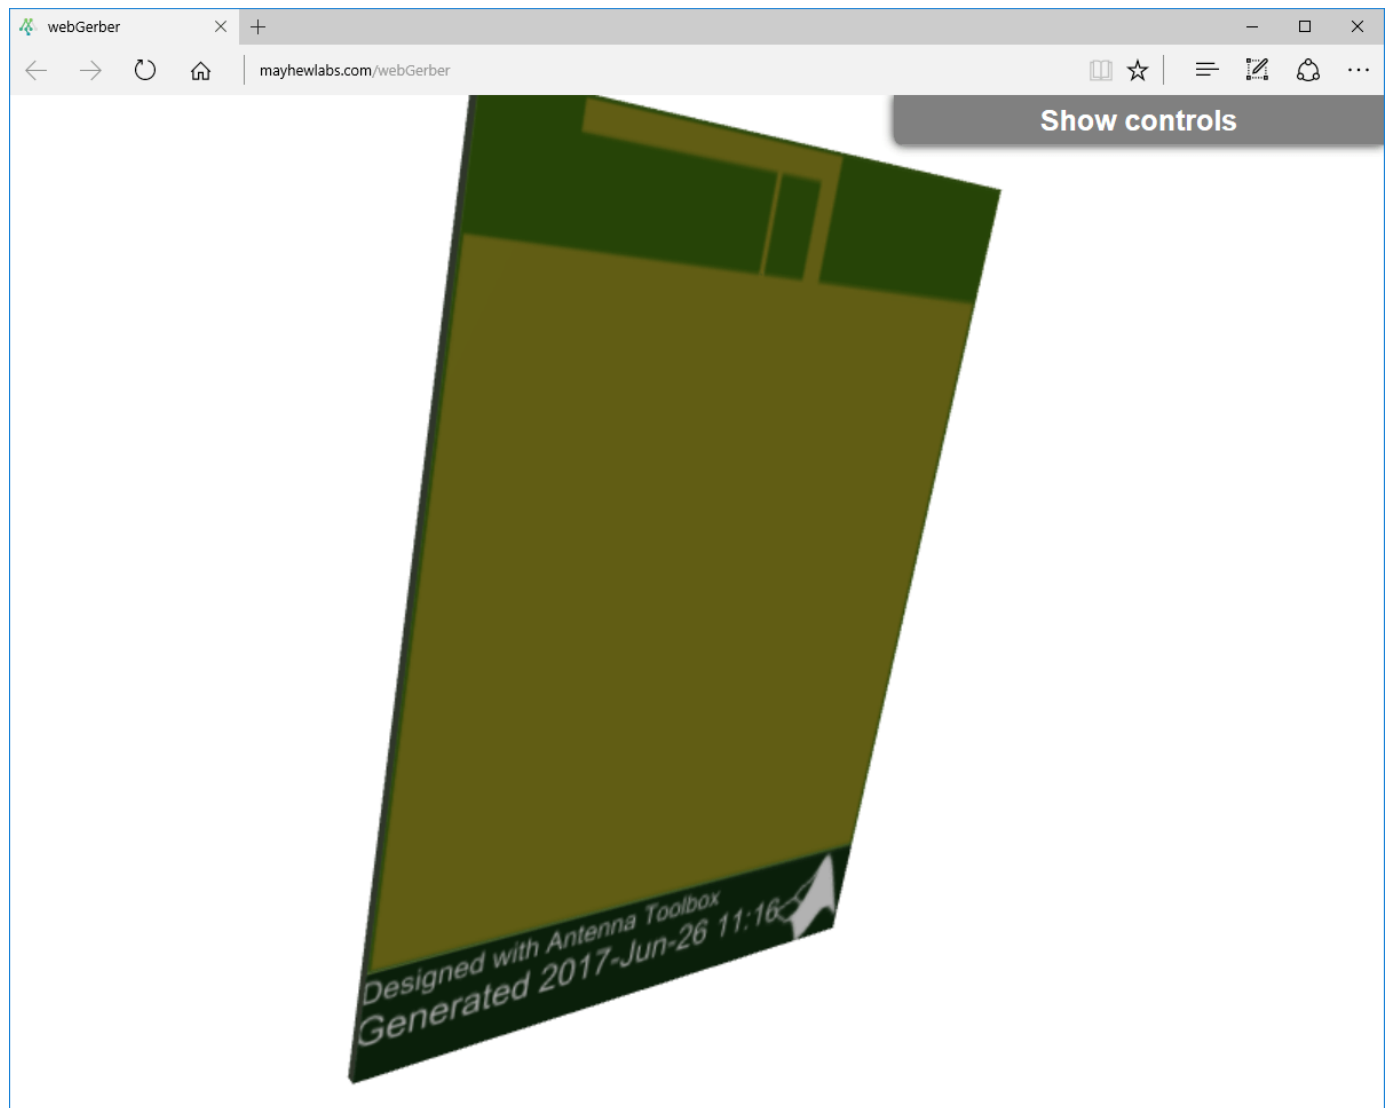 webGerber
mayhewlabs.com/webGerber
Show controls
Designed with Antenna Toolbox
Generated 2017-Jun-26 11:16